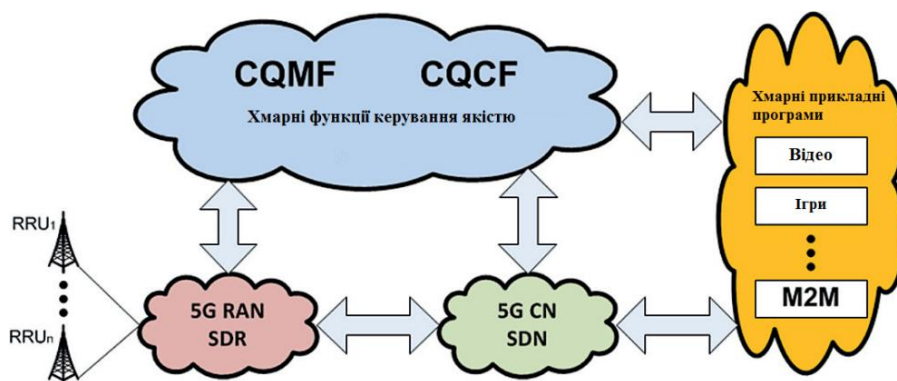 CQMF CQCF
Хмарні функції керування якістю
Хмарні прикладні
програми
Відео
Ігри
M2M
RRU1
RRUn
5G RAN
SDR
5G CN
SDN